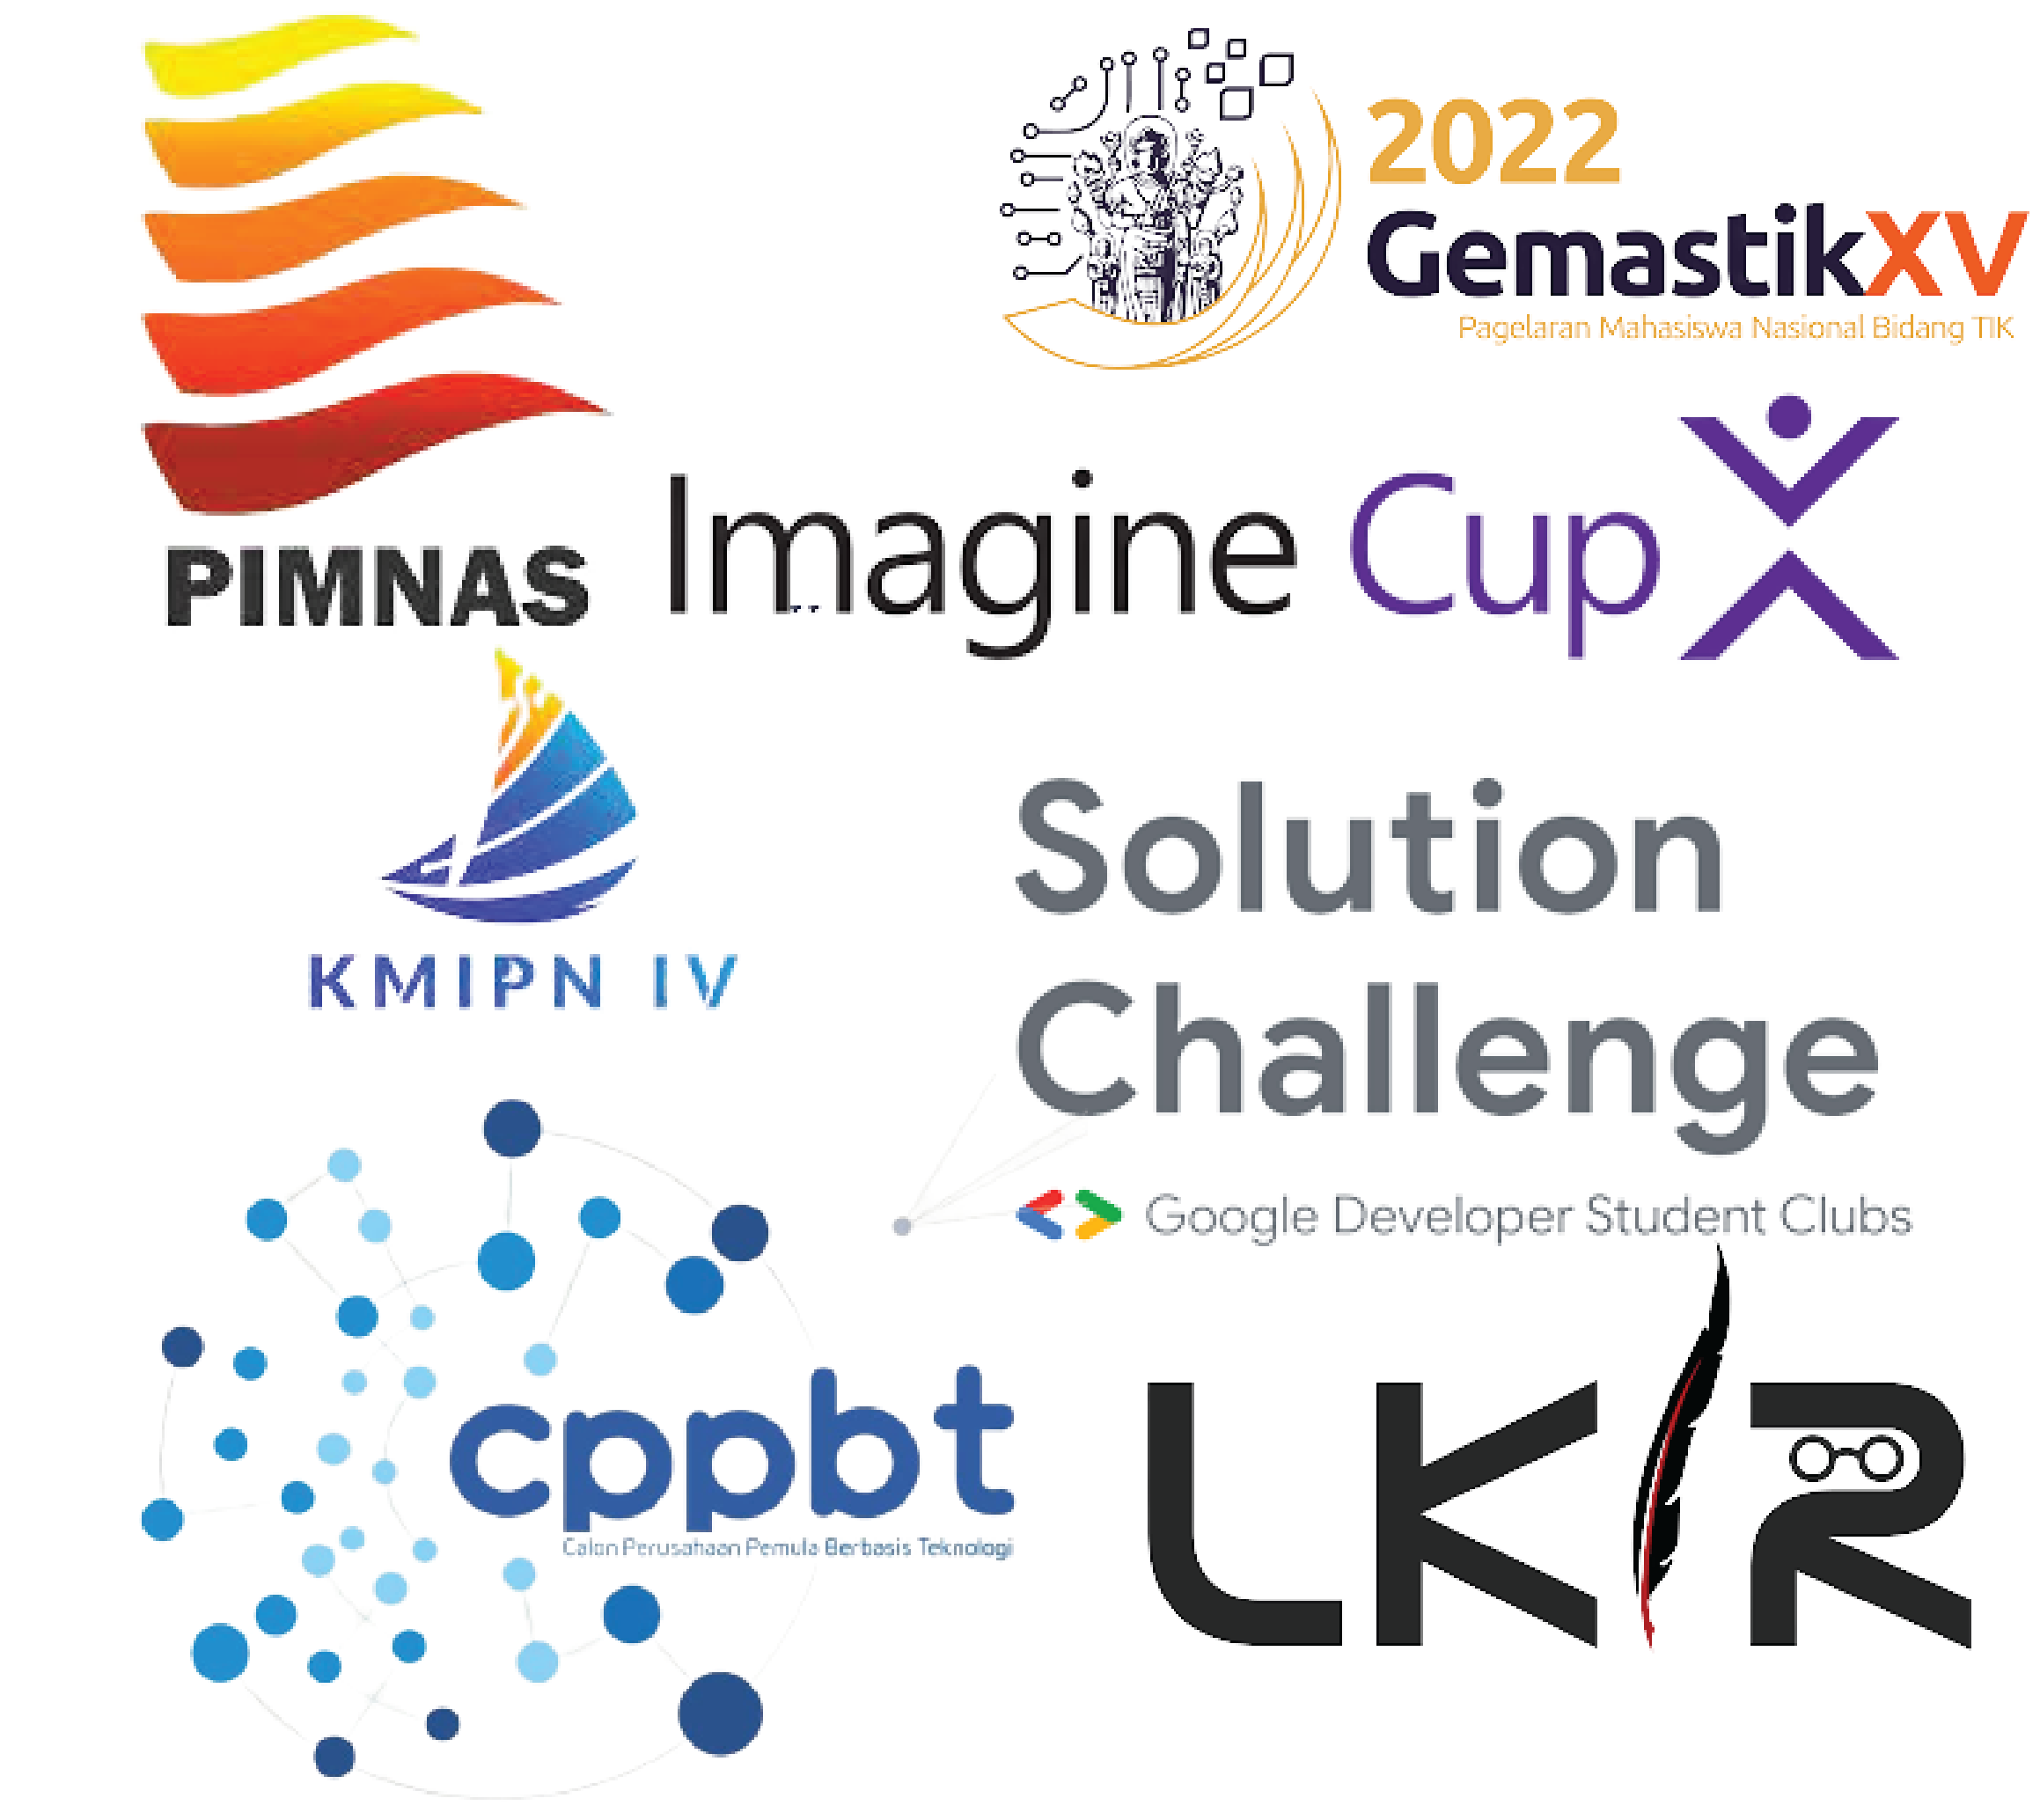 2022
GemastikXV
Pagelaran Mahasiswa Nasional Bidang TIK
PIMNAS
Imagine Cup
KMIPN IV
Solution
Challenge
Google Developer Student Clubs
cppbt
Calon Perusahaan Pemula Berbasis Teknologi
LKIR